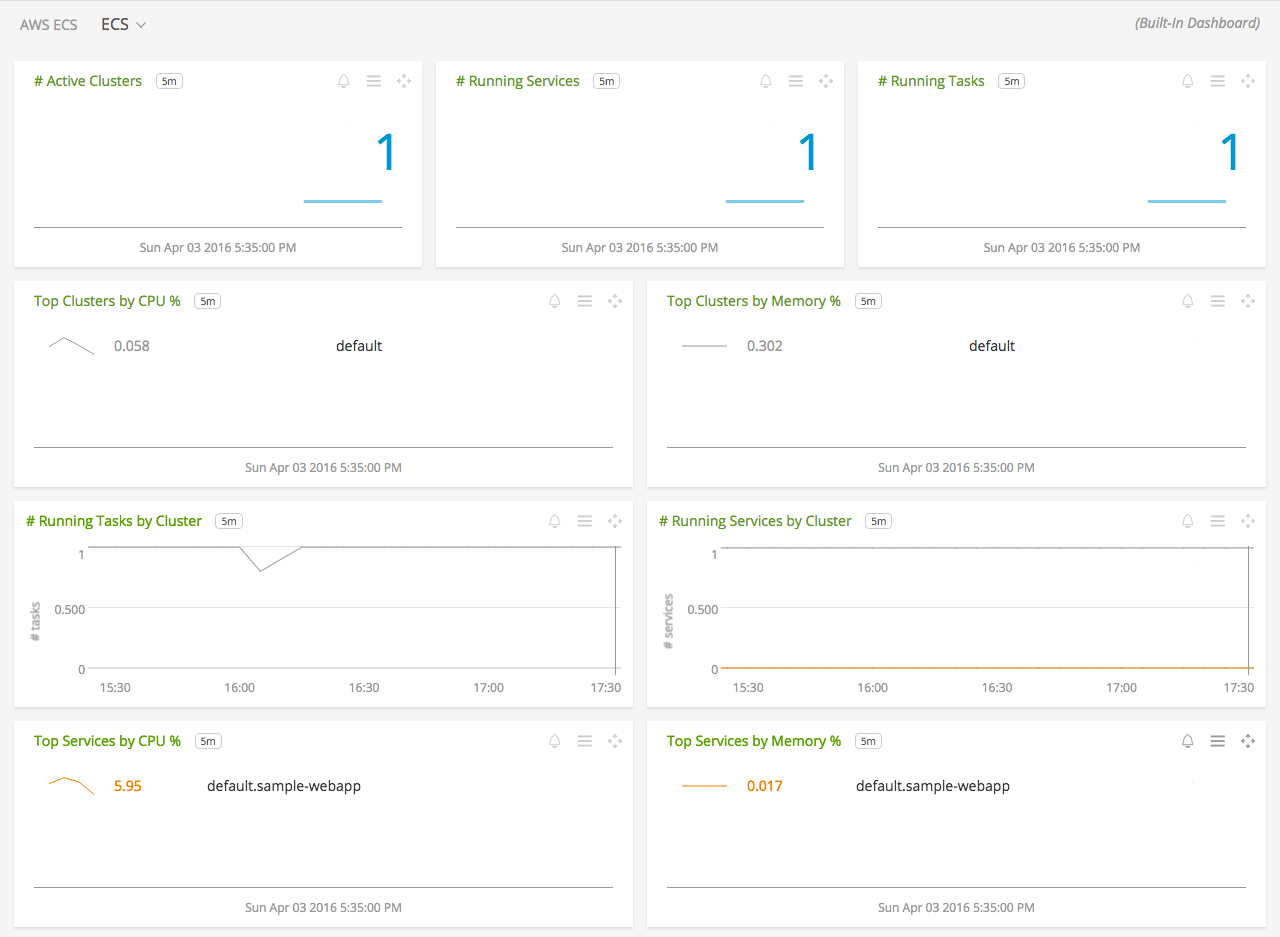 AWS ECS ECS (Built-In Dashboard)
# Active Clusters 5m
1
Sun Apr 03 2016 5:35:00 PM
# Running Services 5m
1
Sun Apr 03 2016 5:35:00 PM
# Running Tasks 5m
1
Sun Apr 03 2016 5:35:00 PM
Top Clusters by CPU % 5m
0.058 default
Sun Apr 03 2016 5:35:00 PM
Top Clusters by Memory % 5m
0.302 default
Sun Apr 03 2016 5:35:00 PM
# Running Tasks by Cluster 5m
# tasks
1
0.500
0
15:30 16:00 16:30 17:00 17:30
# Running Services by Cluster 5m
# services
1
0.500
0
15:30 16:00 16:30 17:00 17:30
Top Services by CPU % 5m
5.95 default.sample-webapp
Sun Apr 03 2016 5:35:00 PM
Top Services by Memory % 5m
0.017 default.sample-webapp
Sun Apr 03 2016 5:35:00 PM